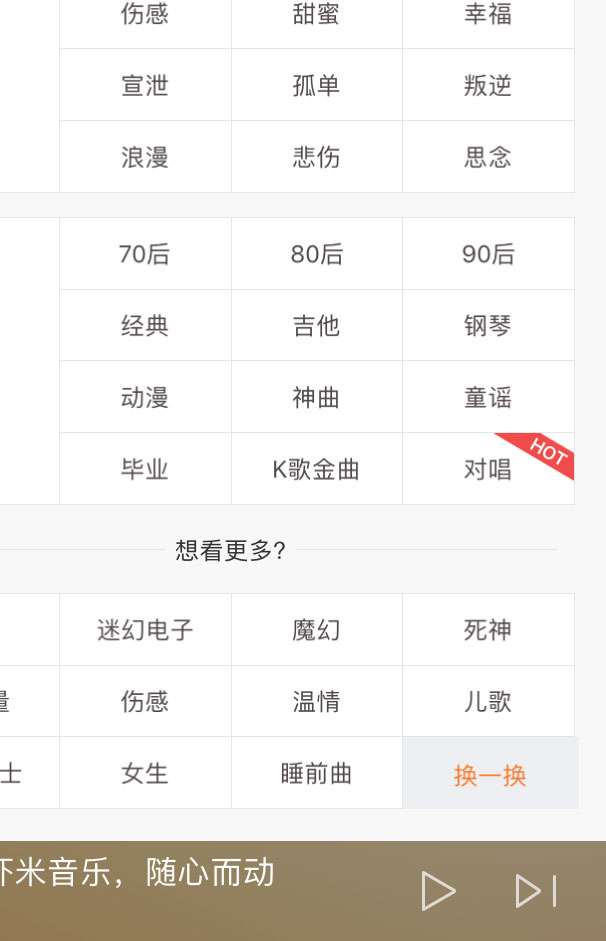 伤感 甜蜜 幸福
宣泄 孤单 叛逆
浪漫 悲伤 思念
70后 80后 90后
经典 吉他 钢琴
动漫 神曲 童谣
HOT
毕业 K歌金曲 对唱
想看更多?
迷幻电子 魔幻 死神
量 伤感 温情 儿歌
士 女生 睡前曲 换一换
虾米音乐，随心而动